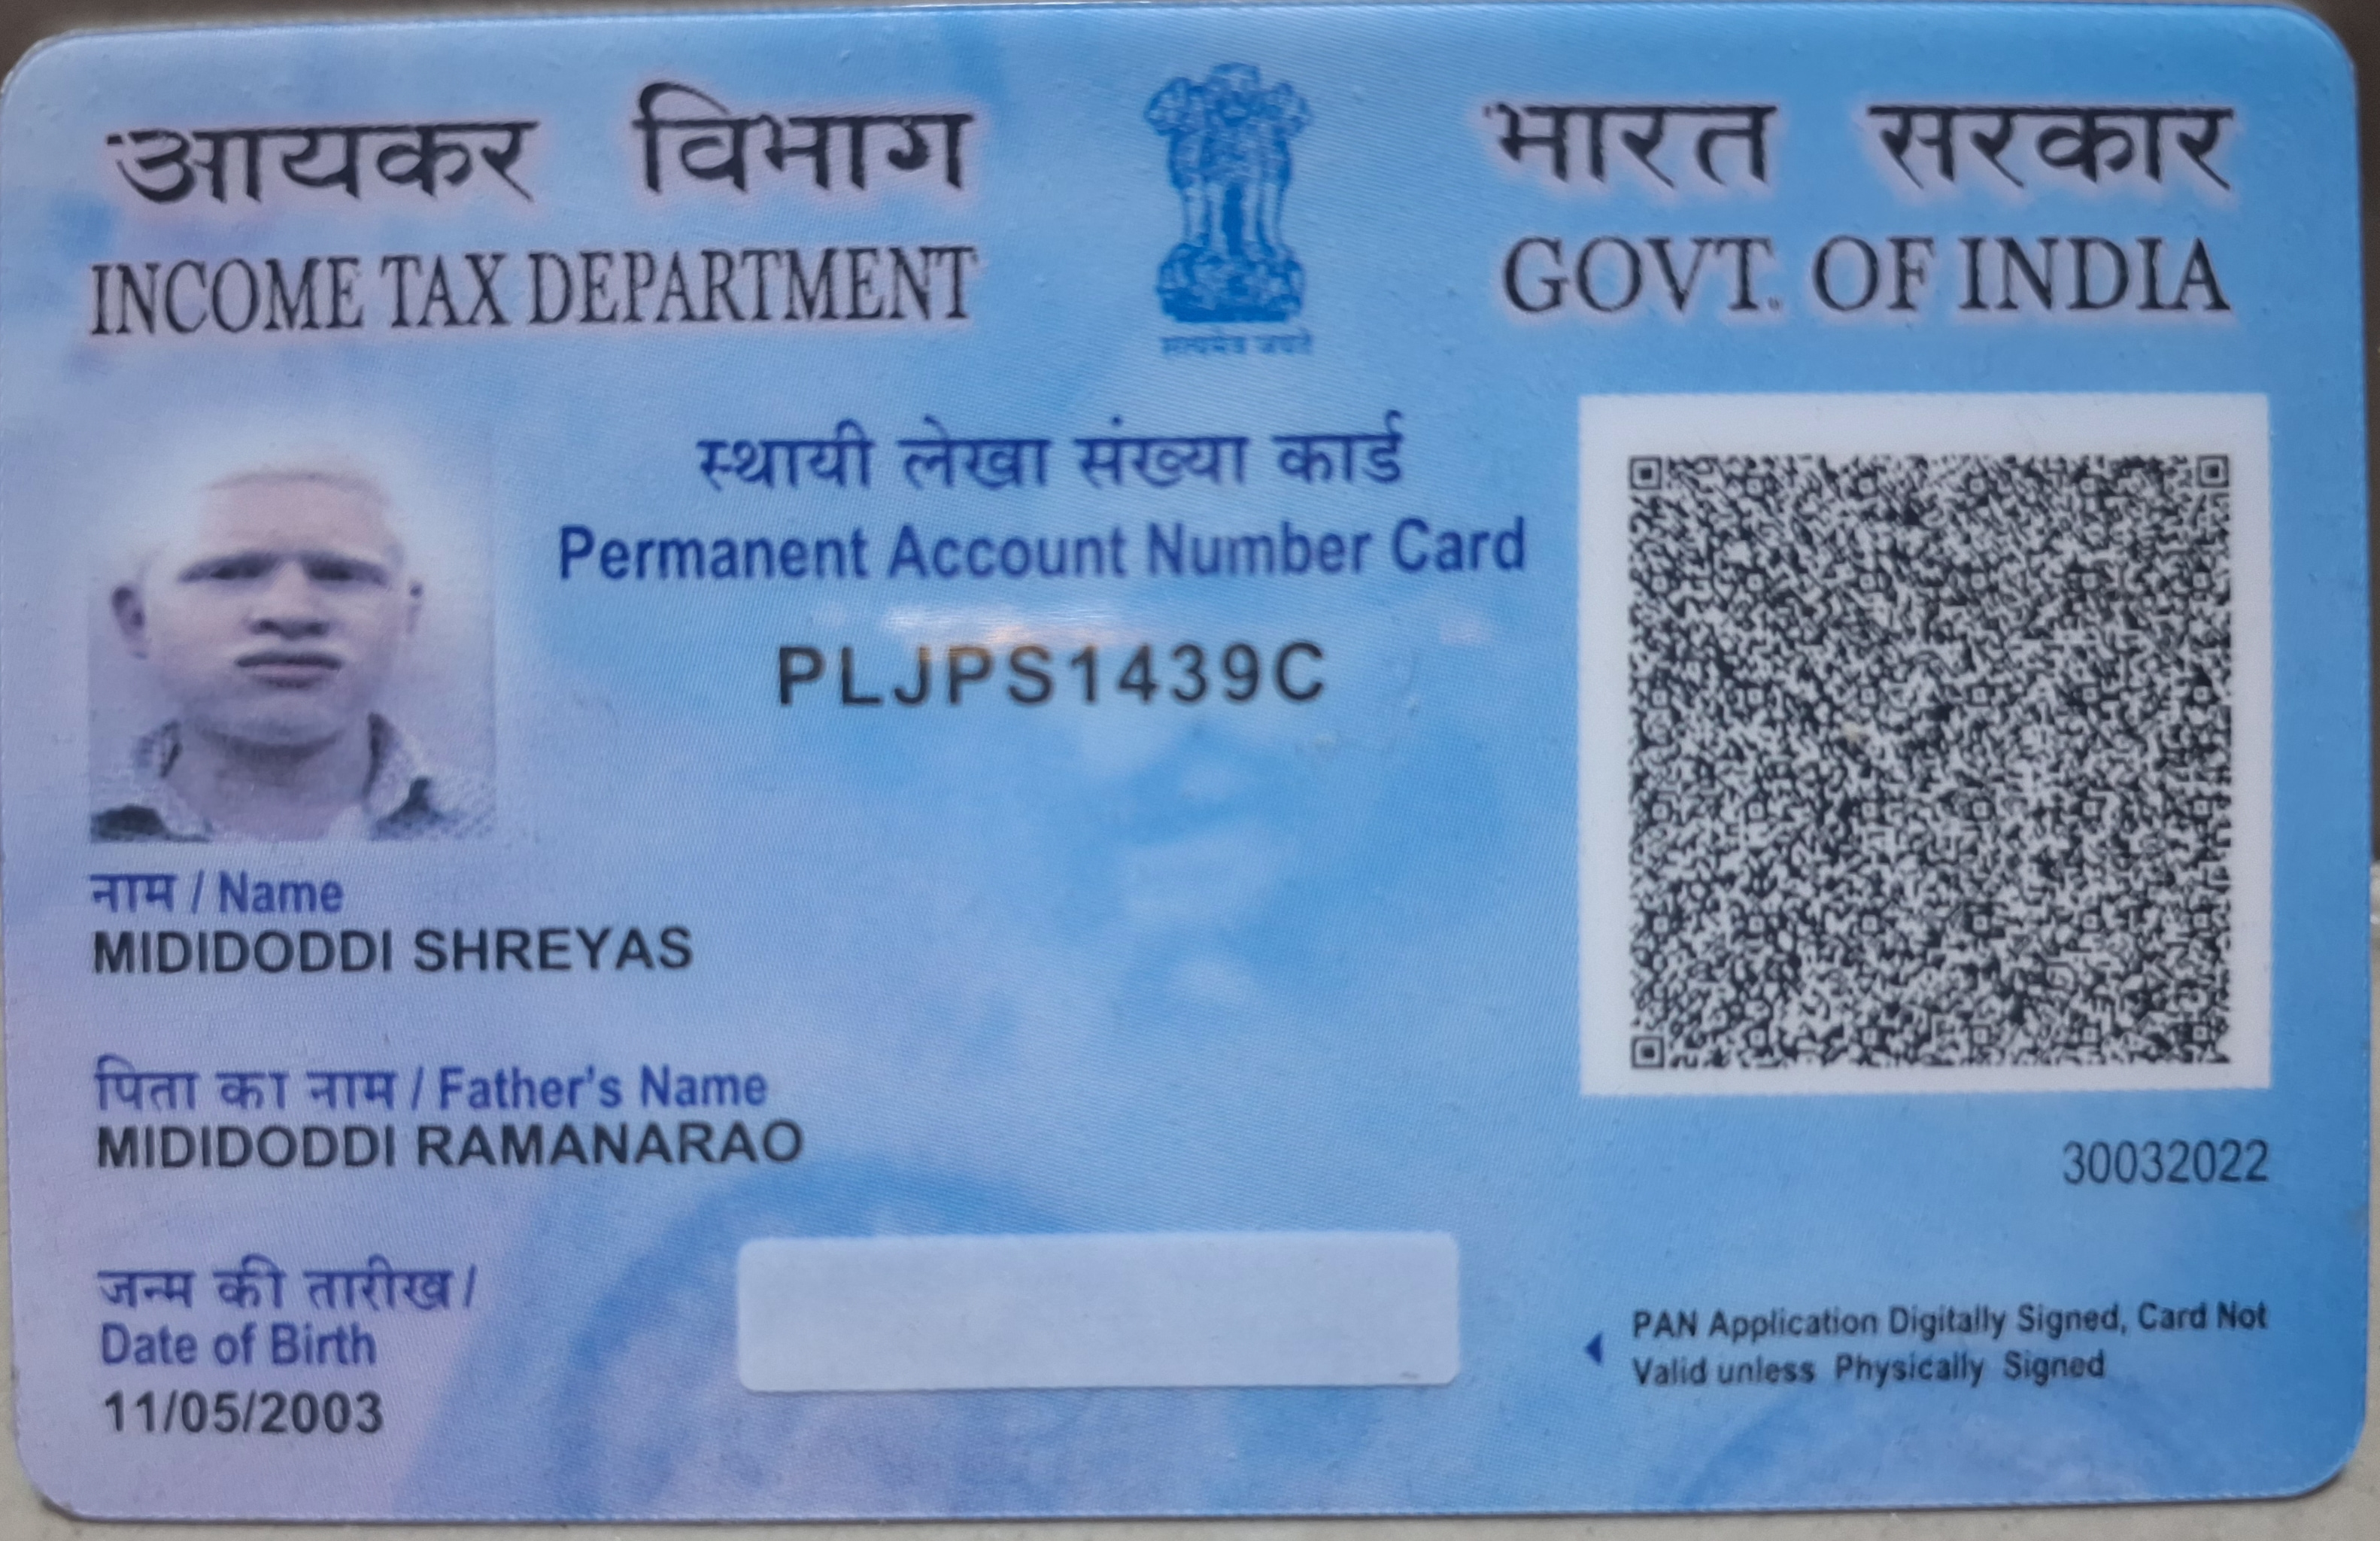 आयकर विभाग
INCOME TAX DEPARTMENT
भारत सरकार
GOVT. OF INDIA
सत्यमेव जयते
स्थायी लेखा संख्या कार्ड
Permanent Account Number Card
PLJPS1439C
नाम / Name
MIDIDODDI SHREYAS
पिता का नाम / Father's Name
MIDIDODDI RAMANARAO
30032022
जन्म की तारीख /
Date of Birth
11/05/2003
PAN Application Digitally Signed, Card Not
Valid unless Physically Signed